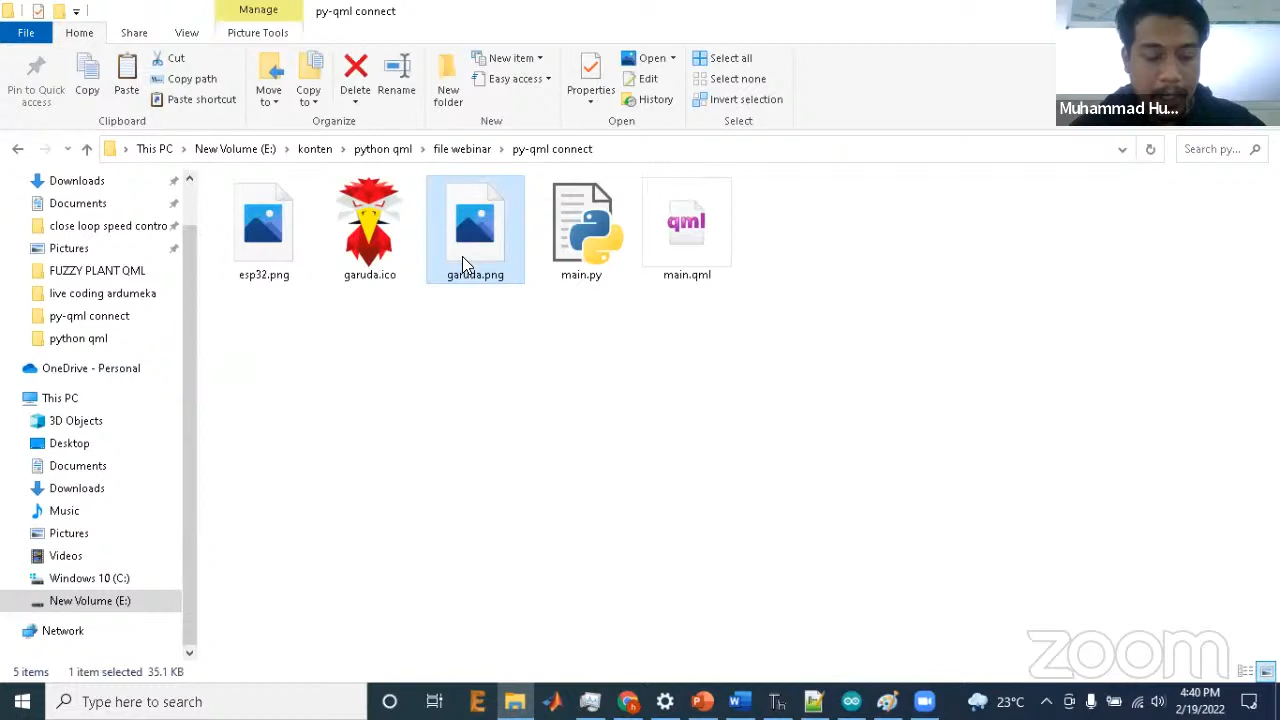 Manage
py-qml connect
File
Home
Share
View
Picture Tools
Pin to Quick access
Copy
Paste
Cut
Copy path
Paste shortcut
Move to
Copy to
Delete
Rename
New folder
New item
Easy access
Properties
Open
Edit
History
Select all
Select none
Invert selection
Clipboard
Organize
New
Open
Select
Muhammad Hu...
This PC
New Volume (E:)
konten
python qml
file webinar
py-qml connect
Search py...
Downloads
Documents
close loop speed contro
Pictures
FUZZY PLANT QML
live coding ardumeka
py-qml connect
python qml
OneDrive - Personal
This PC
3D Objects
Desktop
Documents
Downloads
Music
Pictures
Videos
Windows 10 (C:)
New Volume (E:)
Network
qml
esp32.png
garuda.ico
garuda.png
main.py
main.qml
5 items
1 item selected 35.1 KB
zoom
Type here to search
23°C
4:40 PM
2/19/2022